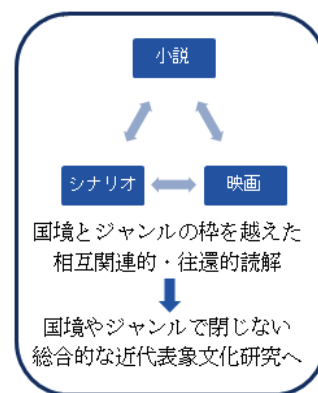 小説
シナリオ
映画
国境とジャンルの枠を越えた
相互関連的・往還的読解
国境やジャンルで閉じない
総合的な近代表象文化研究へ